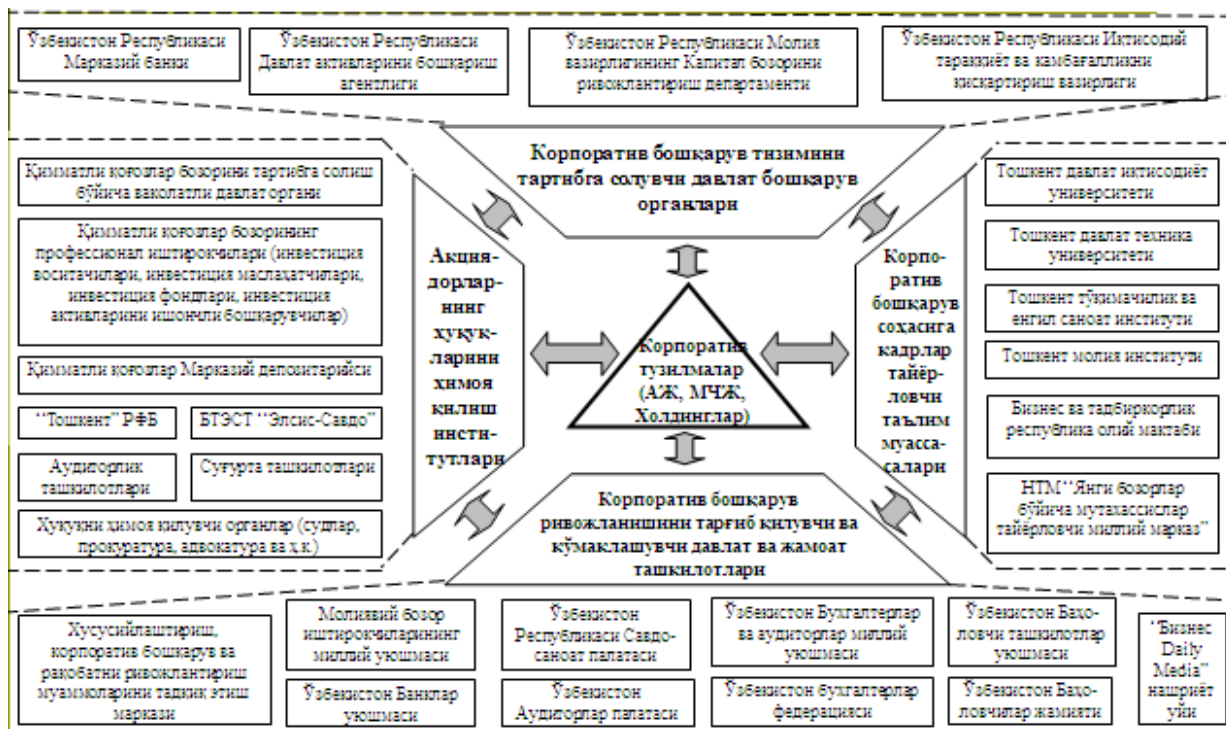 Ўзбекистон Республикаси
Марказий банки
Ўзбекистон Республикаси
Давлат активларини бошқариш
агентлиги
Ўзбекистон Республикаси Молия
вазирлигининг Капитал бозорини
ривожлантириш департаменти
Ўзбекистон Республикаси Иқтисодий
тараққиёт ва камбағалликни
қисқартириш вазирлиги
Корпоратив бошқарув тизимини
тартибга солувчи давлат бошқарув
органлари
Қимматли қоғозлар бозорини тартибга солиш
бўйича ваколатли давлат органи
Қимматли қоғозлар бозорининг
профессионал иштирокчилари (инвестиция
воситачилари, инвестиция маслаҳатчилари,
инвестиция фондлари, инвестиция
активларини ишончли бошқарувчилар)
Қимматли қоғозлар Марказий депозитарийси
“Тошкент” РФБ
БТЭСТ “Элсис-Савдо”
Аудиторлик
ташкилотлари
Суғурта ташкилотлари
Ҳуқуқни ҳимоя қилувчи органлар (судлар,
прокуратура, адвокатура ва ҳ.к.)
Акция-
дорлар-
нинг
ҳуқуқ-
ларини
ҳимоя
қилиш
инсти-
тутлари
Корпоратив
тузилмалар
(АЖ, МЧЖ,
Холдинглар)
Корпо-
ратив
бошқарув
соҳасига
кадрлар
тайёр-
ловчи
таълим
муасса-
салари
Тошкент давлат иқтисодиёт
университети
Тошкент давлат техника
университети
Тошкент тўқимачилик ва
енгил саноат институти
Тошкент молия институти
Бизнес ва тадбиркорлик
республика олий мактаби
НТМ “Янги бозорлар
бўйича мутахассислар
тайёрловчи миллий марказ”
Корпоратив бошқарув
ривожланишини тарғиб қилувчи ва
кўмаклашувчи давлат ва жамоат
ташкилотлари
Хусусийлаштириш,
корпоратив бошқарув ва
рақобатни ривожлантириш
муаммоларини тадқиқ этиш
маркази
Молиявий бозор
иштирокчиларининг
миллий уюшмаси
Ўзбекистон Банклар
уюшмаси
Ўзбекистон
Республикаси Савдо-
саноат палатаси
Ўзбекистон
Аудиторлар палатаси
Ўзбекистон Бухгалтерлар
ва аудиторлар миллий
уюшмаси
Ўзбекистон бухгалтерлар
федерацияси
Ўзбекистон Баҳо-
ловчи ташкилотлар
уюшмаси
Ўзбекистон Баҳо-
ловчилар жамияти
“Бизнес
Daily
Media”
нашриёт
уйи